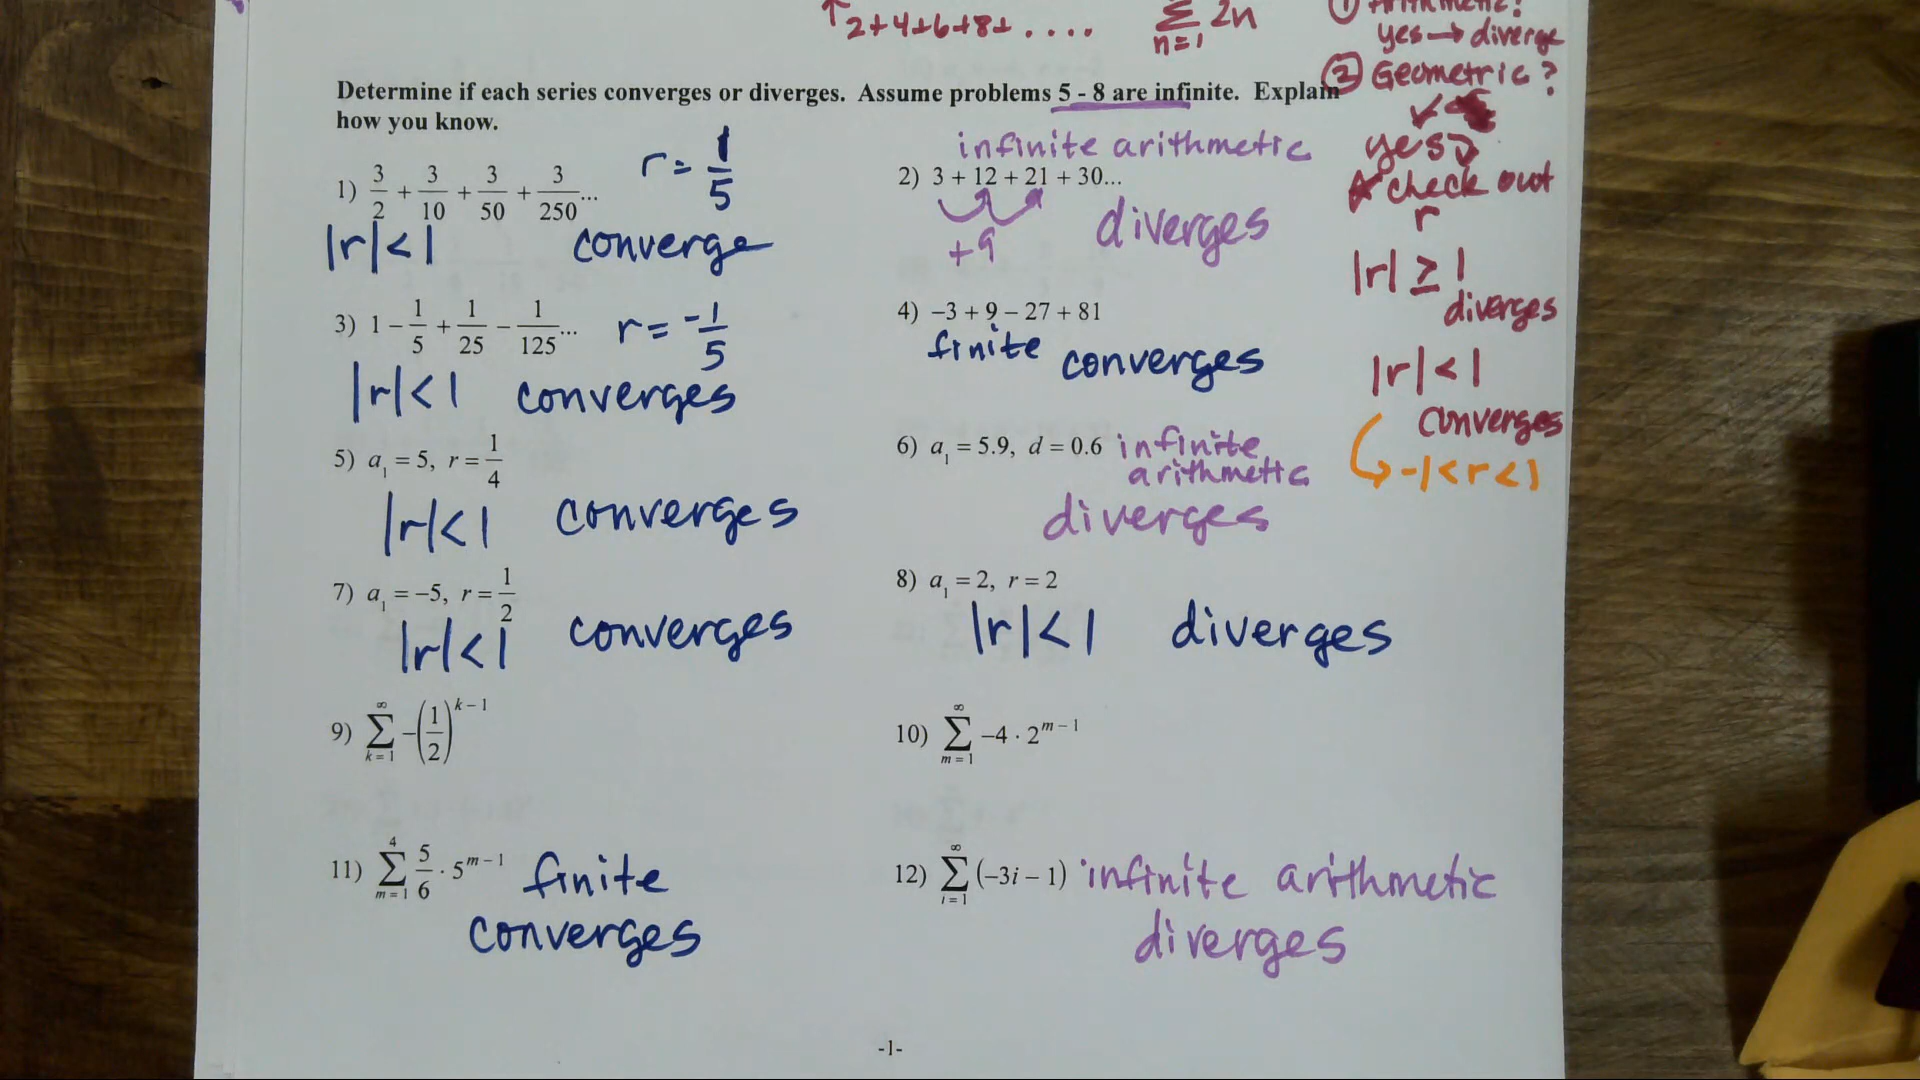 2+4+6+8+.... ∑ n=1 2n
① Arithmetic?
yes → diverge
② Geometric?
yes
check out
r
|r| ≥ 1
diverges
|r| < 1
converges
-1<r<1
Determine if each series converges or diverges. Assume problems 5 - 8 are infinite. Explain
how you know.
1) 3/2 + 3/10 + 3/50 + 3/250... r = 1/5
|r|<1 converge
infinite arithmetic
2) 3 + 12 + 21 + 30...
+9 diverges
3) 1 − 1/5 + 1/25 − 1/125... r = -1/5
|r|<1 converges
4) −3 + 9 − 27 + 81
finite converges
5) a₁ = 5, r = 1/4
|r|<1 converges
6) a₁ = 5.9, d = 0.6 infinite
arithmetic
diverges
7) a₁ = −5, r = 1/2
|r|<1 converges
8) a₁ = 2, r = 2
|r|<1 diverges
9) ∑ k=1 ∞ −(1/2)^(k − 1)
10) ∑ m=1 ∞ −4 · 2^(m − 1)
11) ∑ m=1 4 5/6 · 5^(m − 1) finite
converges
12) ∑ i=1 ∞ (−3i − 1) infinite arithmetic
diverges
-1-